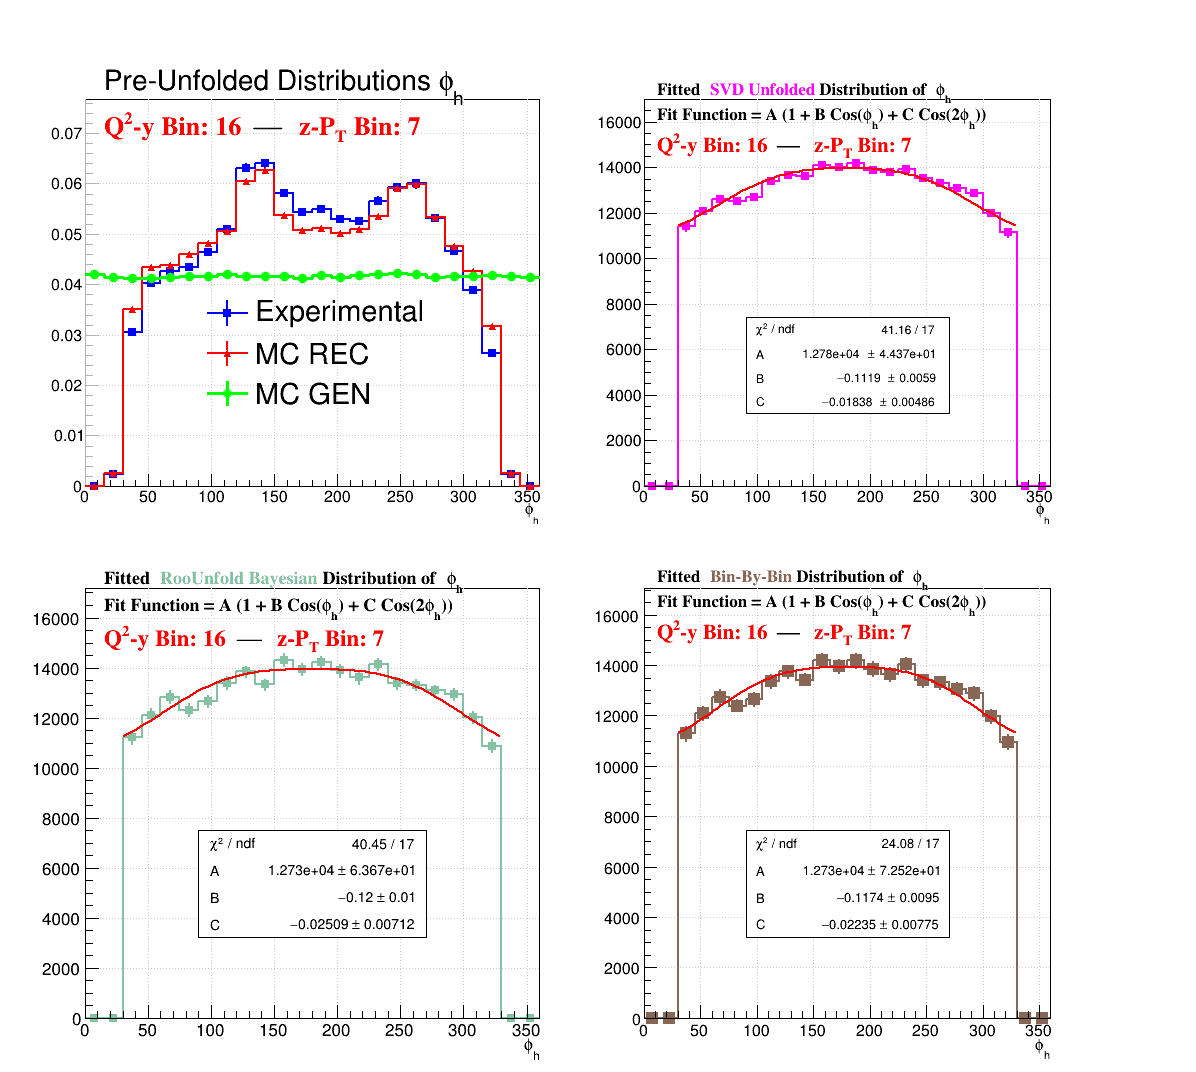 Pre-Unfolded Distributions ϕh
Q2-y Bin: 16 — z-PT Bin: 7
0.07
0.06
0.05
0.04
0.03
0.02
0.01
0
Experimental
MC REC
MC GEN
0 50 100 150 200 250 300 350
ϕh
Fitted SVD Unfolded Distribution of ϕh
Fit Function = A (1 + B Cos(ϕh) + C Cos(2ϕh))
Q2-y Bin: 16 — z-PT Bin: 7
16000
14000
12000
10000
8000
6000
4000
2000
0
χ2 / ndf 41.16 / 17
A 1.278e+04 ± 4.437e+01
B −0.1119 ± 0.0059
C −0.01838 ± 0.00486
0 50 100 150 200 250 300 350
ϕh
Fitted RooUnfold Bayesian Distribution of ϕh
Fit Function = A (1 + B Cos(ϕh) + C Cos(2ϕh))
Q2-y Bin: 16 — z-PT Bin: 7
16000
14000
12000
10000
8000
6000
4000
2000
0
χ2 / ndf 40.45 / 17
A 1.273e+04 ± 6.367e+01
B −0.12 ± 0.01
C −0.02509 ± 0.00712
0 50 100 150 200 250 300 350
ϕh
Fitted Bin-By-Bin Distribution of ϕh
Fit Function = A (1 + B Cos(ϕh) + C Cos(2ϕh))
Q2-y Bin: 16 — z-PT Bin: 7
16000
14000
12000
10000
8000
6000
4000
2000
0
χ2 / ndf 24.08 / 17
A 1.273e+04 ± 7.252e+01
B −0.1174 ± 0.0095
C −0.02235 ± 0.00775
0 50 100 150 200 250 300 350
ϕh